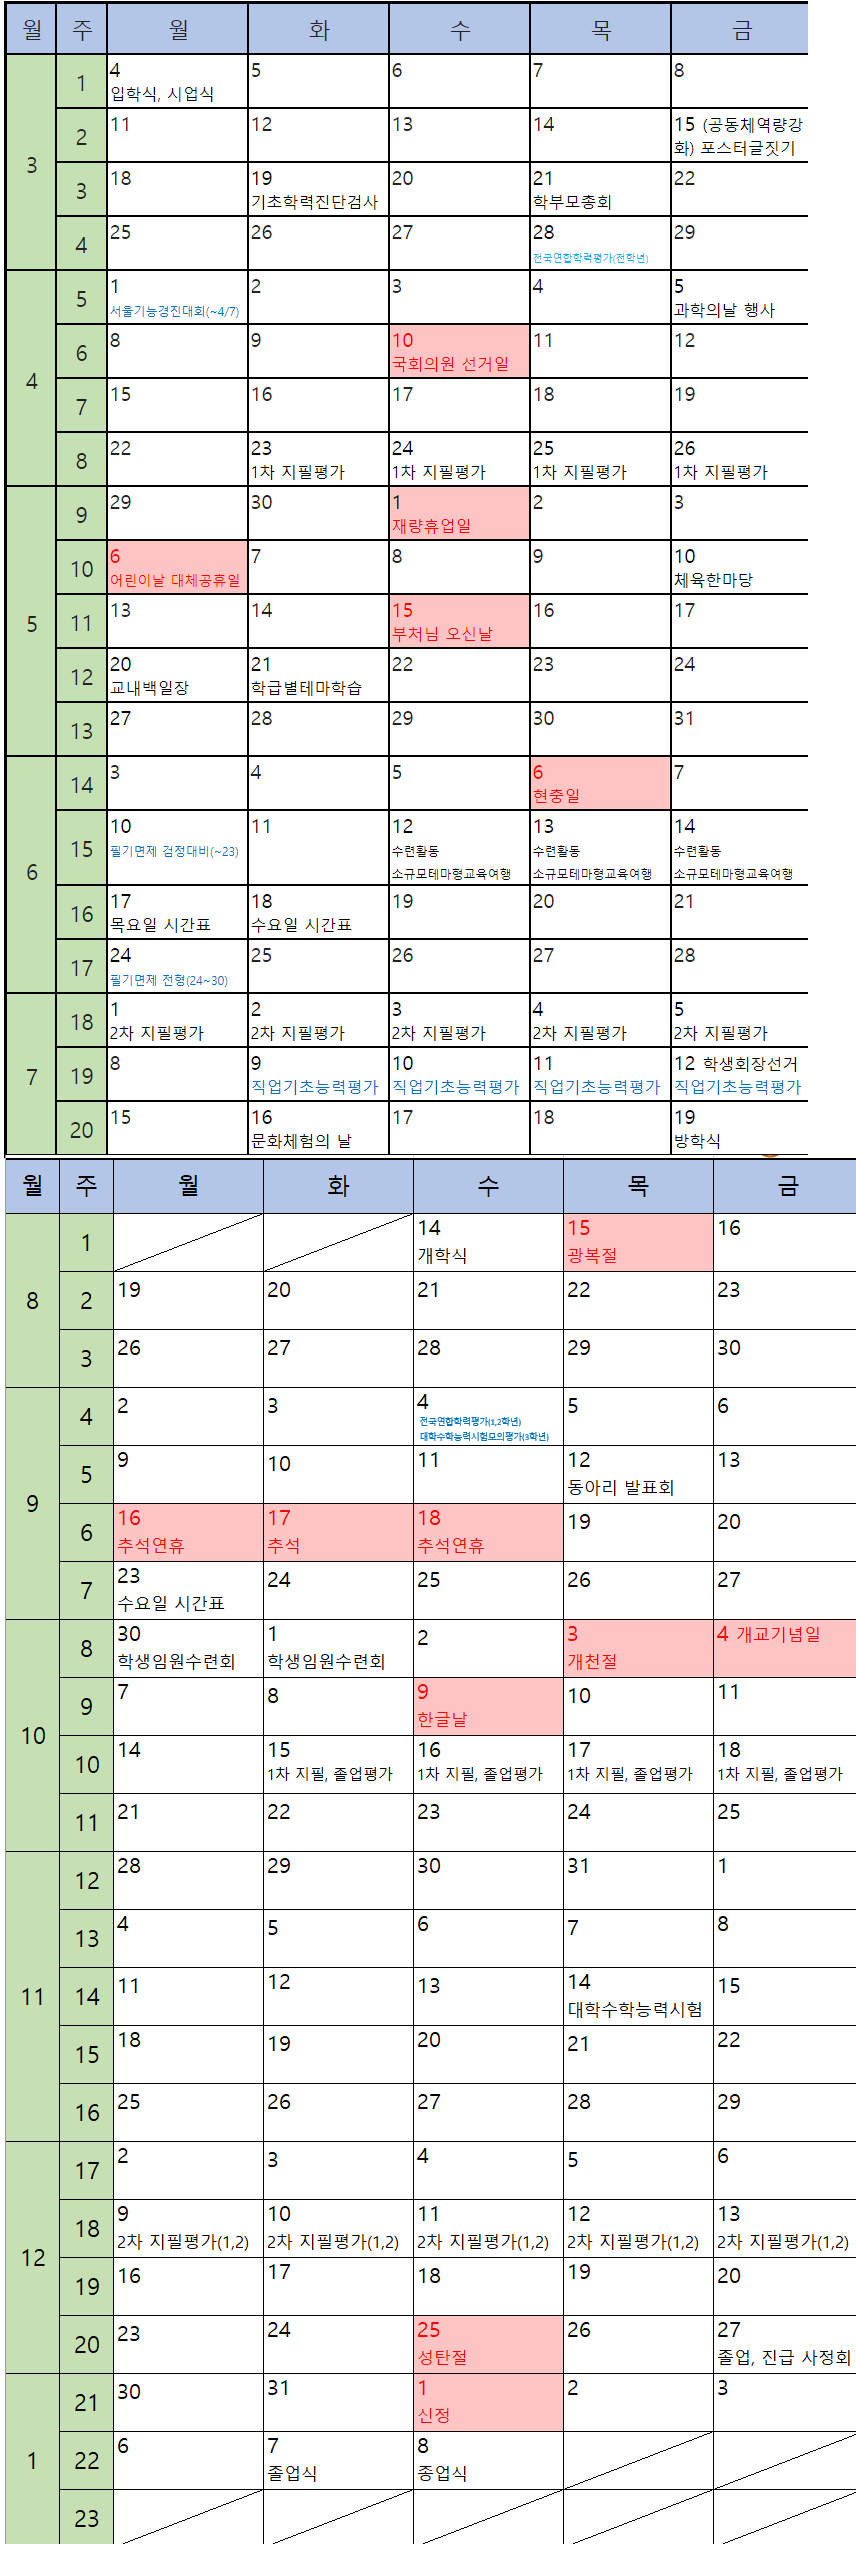 월 주 월 화 수 목 금
3
1 4 5 6 7 8
입학식, 시업식
2 11 12 13 14 15 (공동체역량강
화) 포스터글짓기
3 18 19 20 21 22
기초학력진단검사 학부모총회
4 25 26 27 28 29
전국연합학력평가(전학년)
4
5 1 2 3 4 5
서울기능경진대회(~4/7) 과학의날 행사
6 8 9 10 11 12
국회의원 선거일
7 15 16 17 18 19
8 22 23 24 25 26
1차 지필평가 1차 지필평가 1차 지필평가 1차 지필평가
5
9 29 30 1 2 3
재량휴업일
10 6 7 8 9 10
어린이날 대체공휴일 체육한마당
11 13 14 15 16 17
부처님 오신날
12 20 21 22 23 24
교내백일장 학급별테마학습
13 27 28 29 30 31
6
14 3 4 5 6 7
현충일
15 10 11 12 13 14
필기면제 검정대비(~23) 수련활동 수련활동 수련활동
소규모테마형교육여행 소규모테마형교육여행 소규모테마형교육여행
16 17 18 19 20 21
목요일 시간표 수요일 시간표
17 24 25 26 27 28
필기면제 전형(24~30)
7
18 1 2 3 4 5
2차 지필평가 2차 지필평가 2차 지필평가 2차 지필평가 2차 지필평가
19 8 9 10 11 12 학생회장선거
직업기초능력평가 직업기초능력평가 직업기초능력평가 직업기초능력평가
20 15 16 17 18 19
문화체험의 날 방학식
월 주 월 화 수 목 금
8
1 14 15 16
개학식 광복절
2 19 20 21 22 23
3 26 27 28 29 30
9
4 2 3 4 5 6
전국연합학력평가(1,2학년)
대학수학능력시험모의평가(3학년)
5 9 10 11 12 13
동아리 발표회
6 16 17 18 19 20
추석연휴 추석 추석연휴
7 23 24 25 26 27
수요일 시간표
10
8 30 1 2 3 4 개교기념일
학생임원수련회 학생임원수련회 개천절
9 7 8 9 10 11
한글날
10 14 15 16 17 18
1차 지필, 졸업평가 1차 지필, 졸업평가 1차 지필, 졸업평가 1차 지필, 졸업평가
11 21 22 23 24 25
11
12 28 29 30 31 1
13 4 5 6 7 8
14 11 12 13 14 15
대학수학능력시험
15 18 19 20 21 22
16 25 26 27 28 29
12
17 2 3 4 5 6
18 9 10 11 12 13
2차 지필평가(1,2) 2차 지필평가(1,2) 2차 지필평가(1,2) 2차 지필평가(1,2) 2차 지필평가(1,2)
19 16 17 18 19 20
20 23 24 25 26 27
성탄절 졸업, 진급 사정회
1
21 30 31 1 2 3
신정
22 6 7 8
졸업식 종업식
23